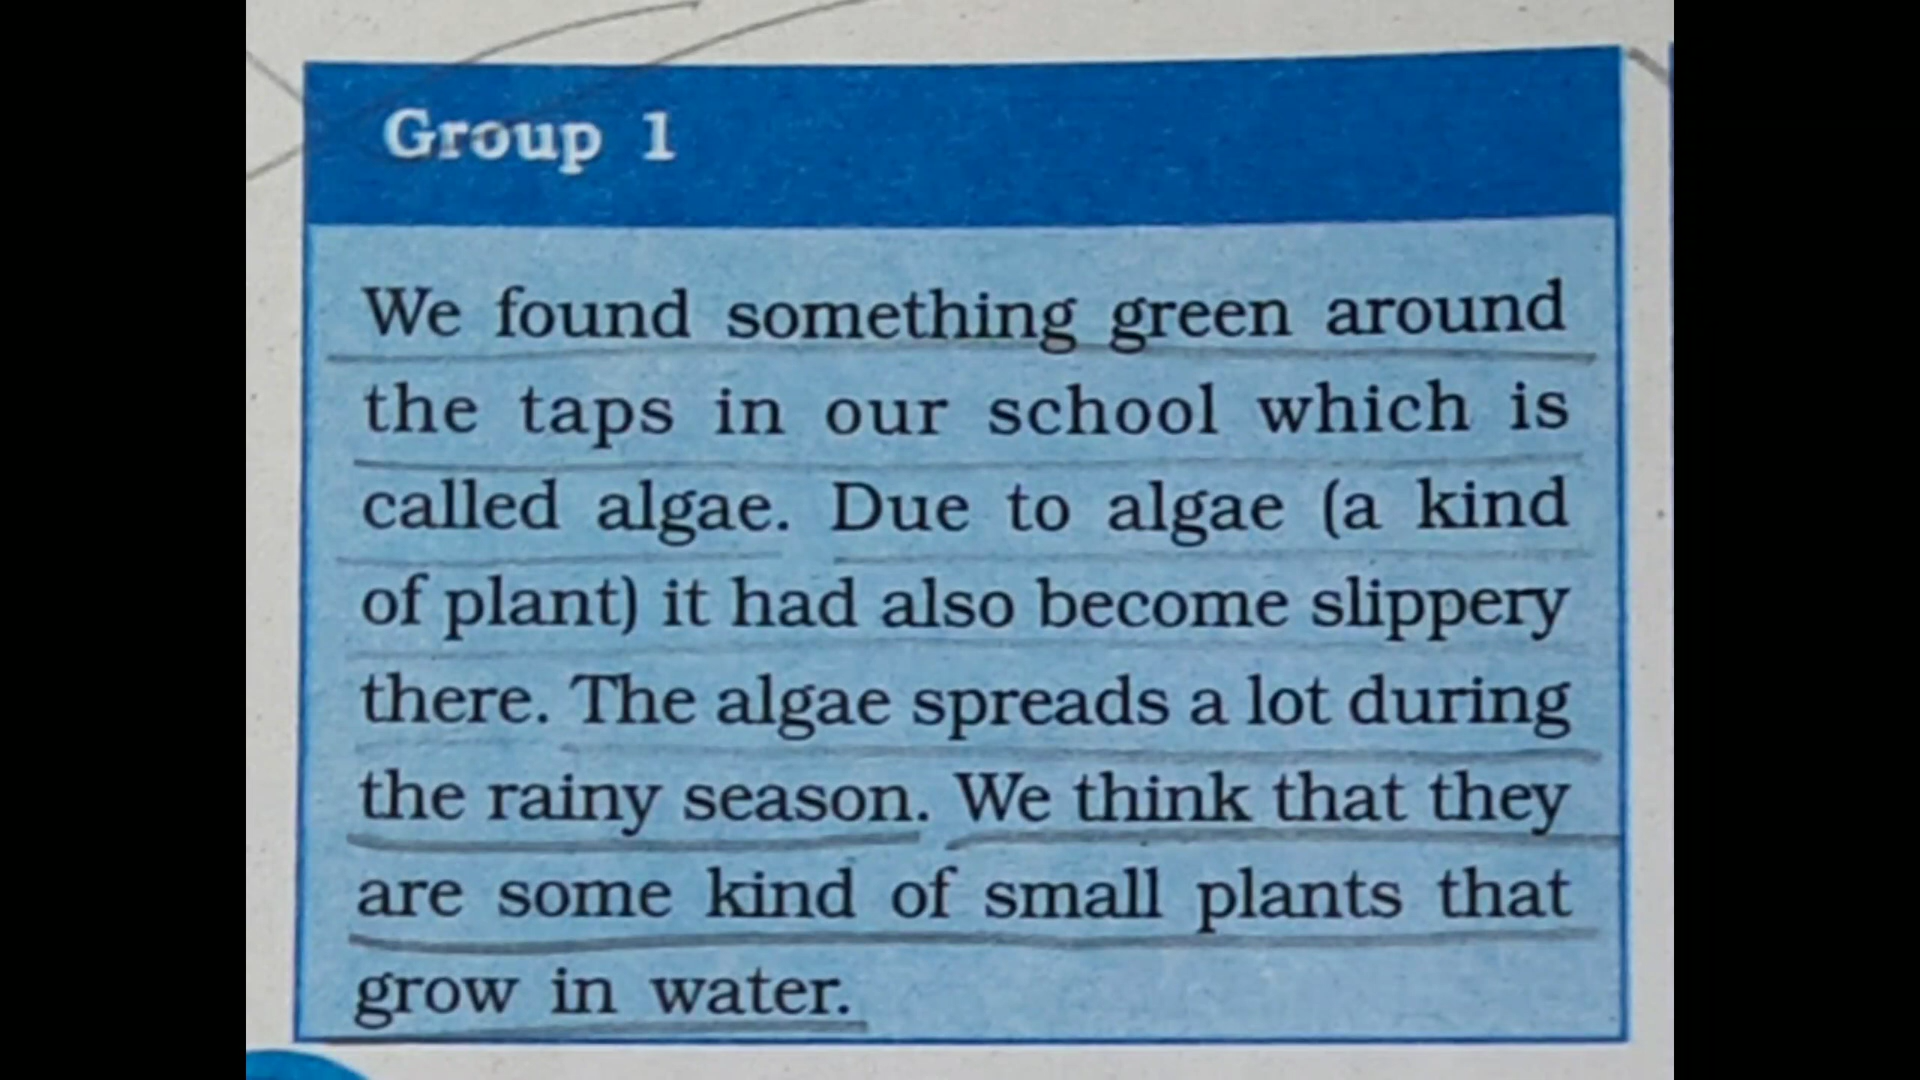 Group 1
We found something green around
the taps in our school which is
called algae. Due to algae (a kind
of plant) it had also become slippery
there. The algae spreads a lot during
the rainy season. We think that they
are some kind of small plants that
grow in water.